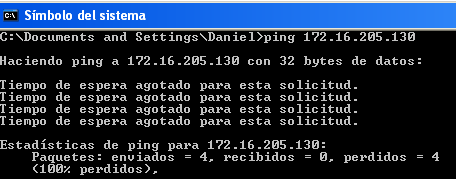 Símbolo del sistema
C:\Documents and Settings\Daniel>ping 172.16.205.130
Haciendo ping a 172.16.205.130 con 32 bytes de datos:
Tiempo de espera agotado para esta solicitud.
Tiempo de espera agotado para esta solicitud.
Tiempo de espera agotado para esta solicitud.
Tiempo de espera agotado para esta solicitud.
Estadísticas de ping para 172.16.205.130:
Paquetes: enviados = 4, recibidos = 0, perdidos = 4
(100% perdidos),